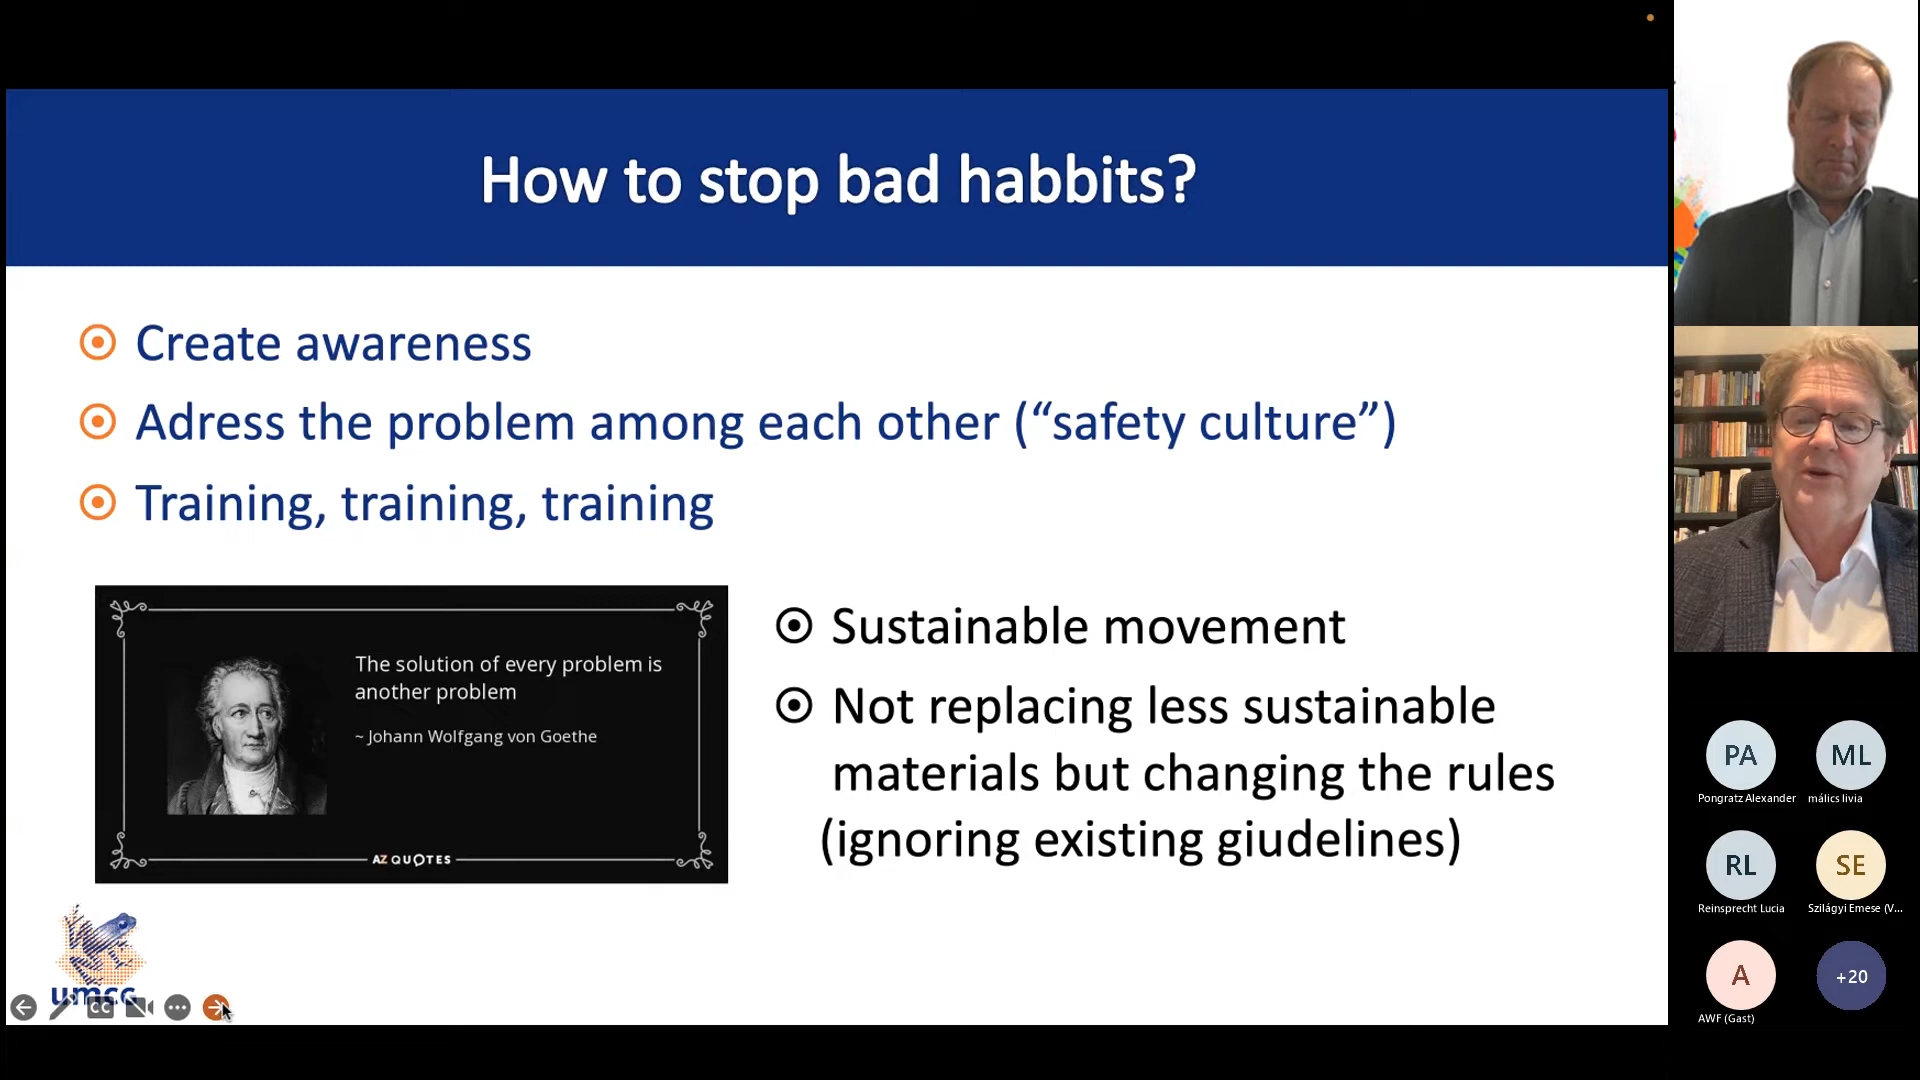 How to stop bad habbits?
Create awareness
Adress the problem among each other (“safety culture”)
Training, training, training
The solution of every problem is
another problem
~ Johann Wolfgang von Goethe
AZ QUOTES
Sustainable movement
Not replacing less sustainable
materials but changing the rules
(ignoring existing giudelines)
umcg
CC
PA
ML
Pongratz Alexander
málics lívia
RL
SE
Reinsprecht Lucia
Szilágyi Emese (V...
A
+20
AWF (Gast)